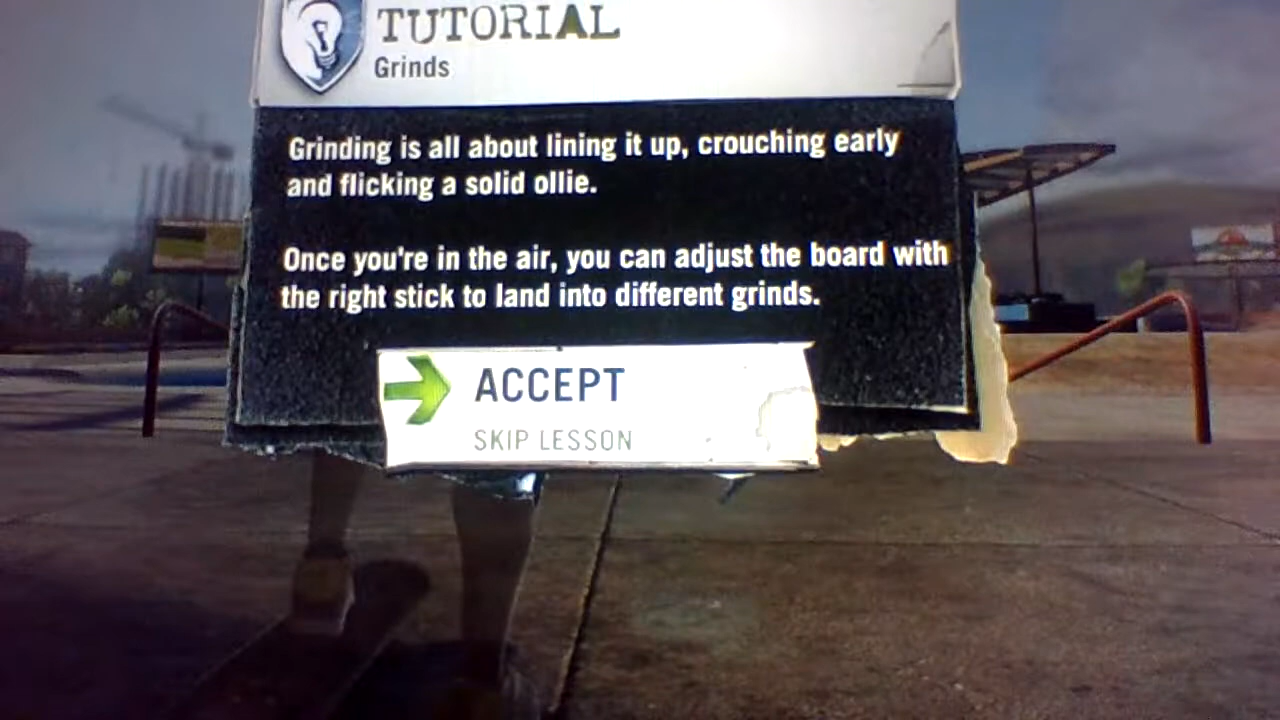 TUTORIAL
Grinds
Grinding is all about lining it up, crouching early
and flicking a solid ollie.
Once you're in the air, you can adjust the board with
the right stick to land into different grinds.
ACCEPT
SKIP LESSON